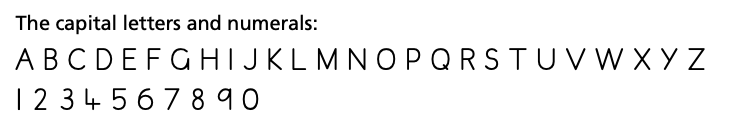 The capital letters and numerals:
A B C D E F G H I J K L M N O P Q R S T U V W X Y Z
1 2 3 4 5 6 7 8 9 0